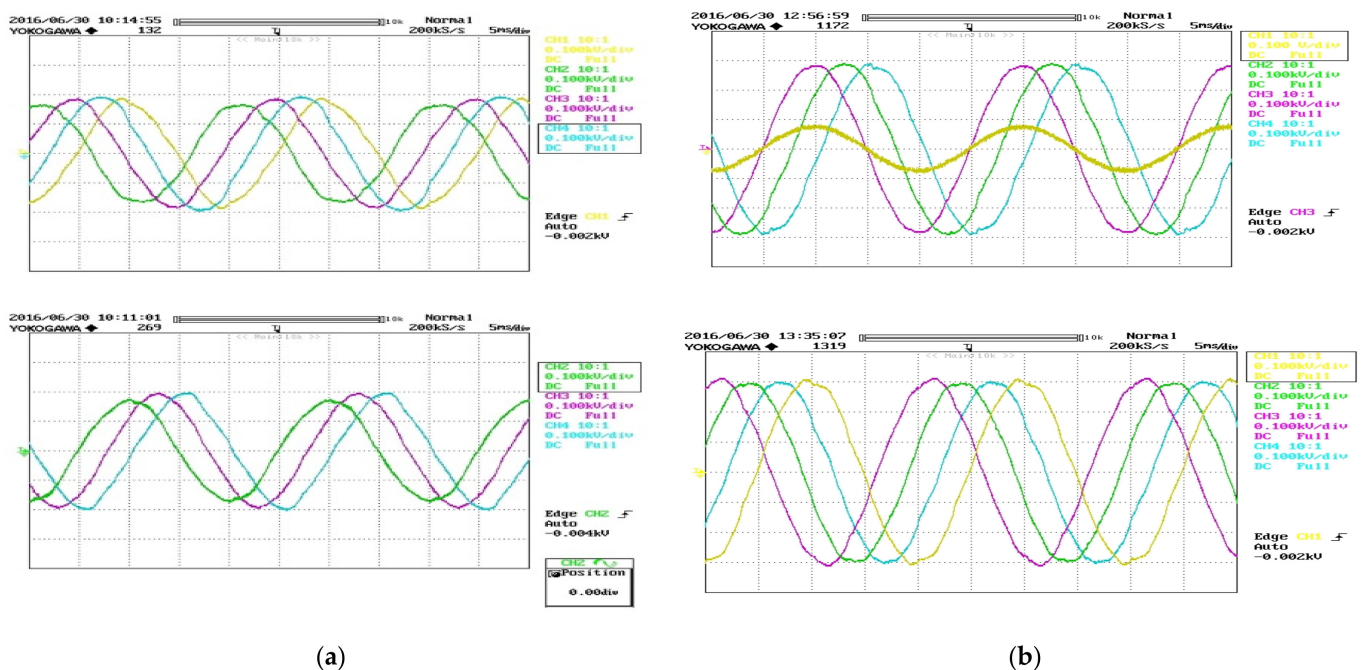 2016/06/30 10:14:55
10k
Normal
YOKOGAWA ◆ 132
200kS/s 5ms/div
<< Main:10k >>
CH1 10:1
0.100kV/div
DC Full
CH2 10:1
0.100kV/div
DC Full
CH3 10:1
0.100kV/div
DC Full
CH4 10:1
0.100kV/div
DC Full
Edge CH1
Auto
-0.002kV
2016/06/30 10:11:01
10k
Normal
YOKOGAWA ◆ 269
200kS/s 5ms/div
<< Main:10k >>
CH2 10:1
0.100kV/div
DC Full
CH3 10:1
0.100kV/div
DC Full
CH4 10:1
0.100kV/div
DC Full
Edge CH2
Auto
-0.004kV
CH2
Position
0.00div
(a)
2016/06/30 12:56:59
10k
Normal
YOKOGAWA ◆ 1172
200kS/s 5ms/div
<< Main:10k >>
CH1 10:1
0.100 V/div
DC Full
CH2 10:1
0.100kV/div
DC Full
CH3 10:1
0.100kV/div
DC Full
CH4 10:1
0.100kV/div
DC Full
Edge CH3
Auto
-0.002kV
2016/06/30 13:35:07
10k
Normal
YOKOGAWA ◆ 1319
200kS/s 5ms/div
<< Main:10k >>
CH1 10:1
0.100kV/div
DC Full
CH2 10:1
0.100kV/div
DC Full
CH3 10:1
0.100kV/div
DC Full
CH4 10:1
0.100kV/div
DC Full
Edge CH1
Auto
-0.002kV
(b)